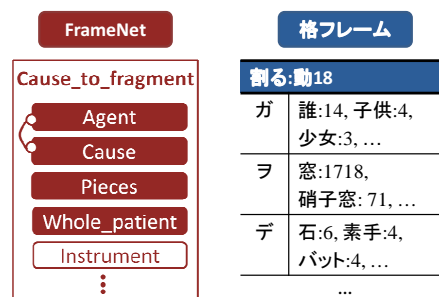 FrameNet
Cause_to_fragment
Agent
Cause
Pieces
Whole_patient
Instrument
⋮
格フレーム
割る:動18
ガ 誰:14, 子供:4,
少女:3, …
ヲ 窓:1718,
硝子窓: 71, …
デ 石:6, 素手:4,
バット:4, …
...